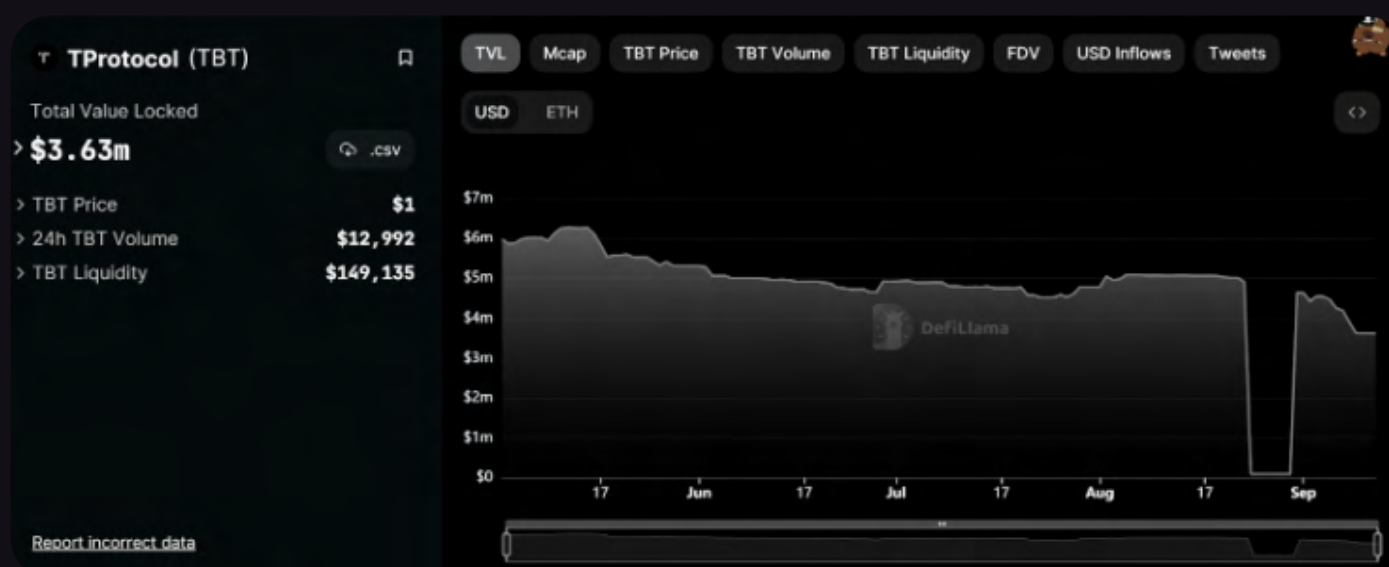 TProtocol (TBT)
Total Value Locked
$3.63m
.csv
TBT Price $1
24h TBT Volume $12,992
TBT Liquidity $149,135
Report incorrect data
TVL Mcap TBT Price TBT Volume TBT Liquidity FDV USD Inflows Tweets
USD ETH
$7m
$6m
$5m
$4m
$3m
$2m
$1m
$0
DefiLlama
17 Jun 17 Jul 17 Aug 17 Sep